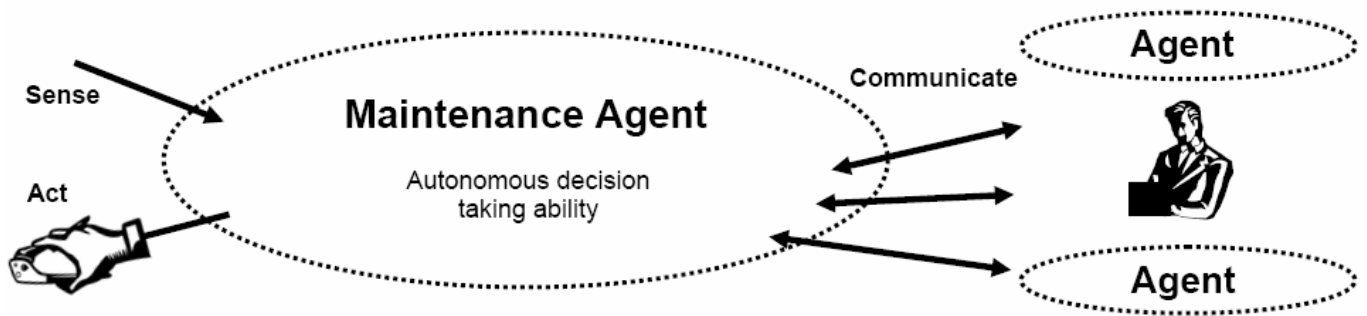 Sense
Act
Maintenance Agent
Autonomous decision
taking ability
Communicate
Agent
Agent